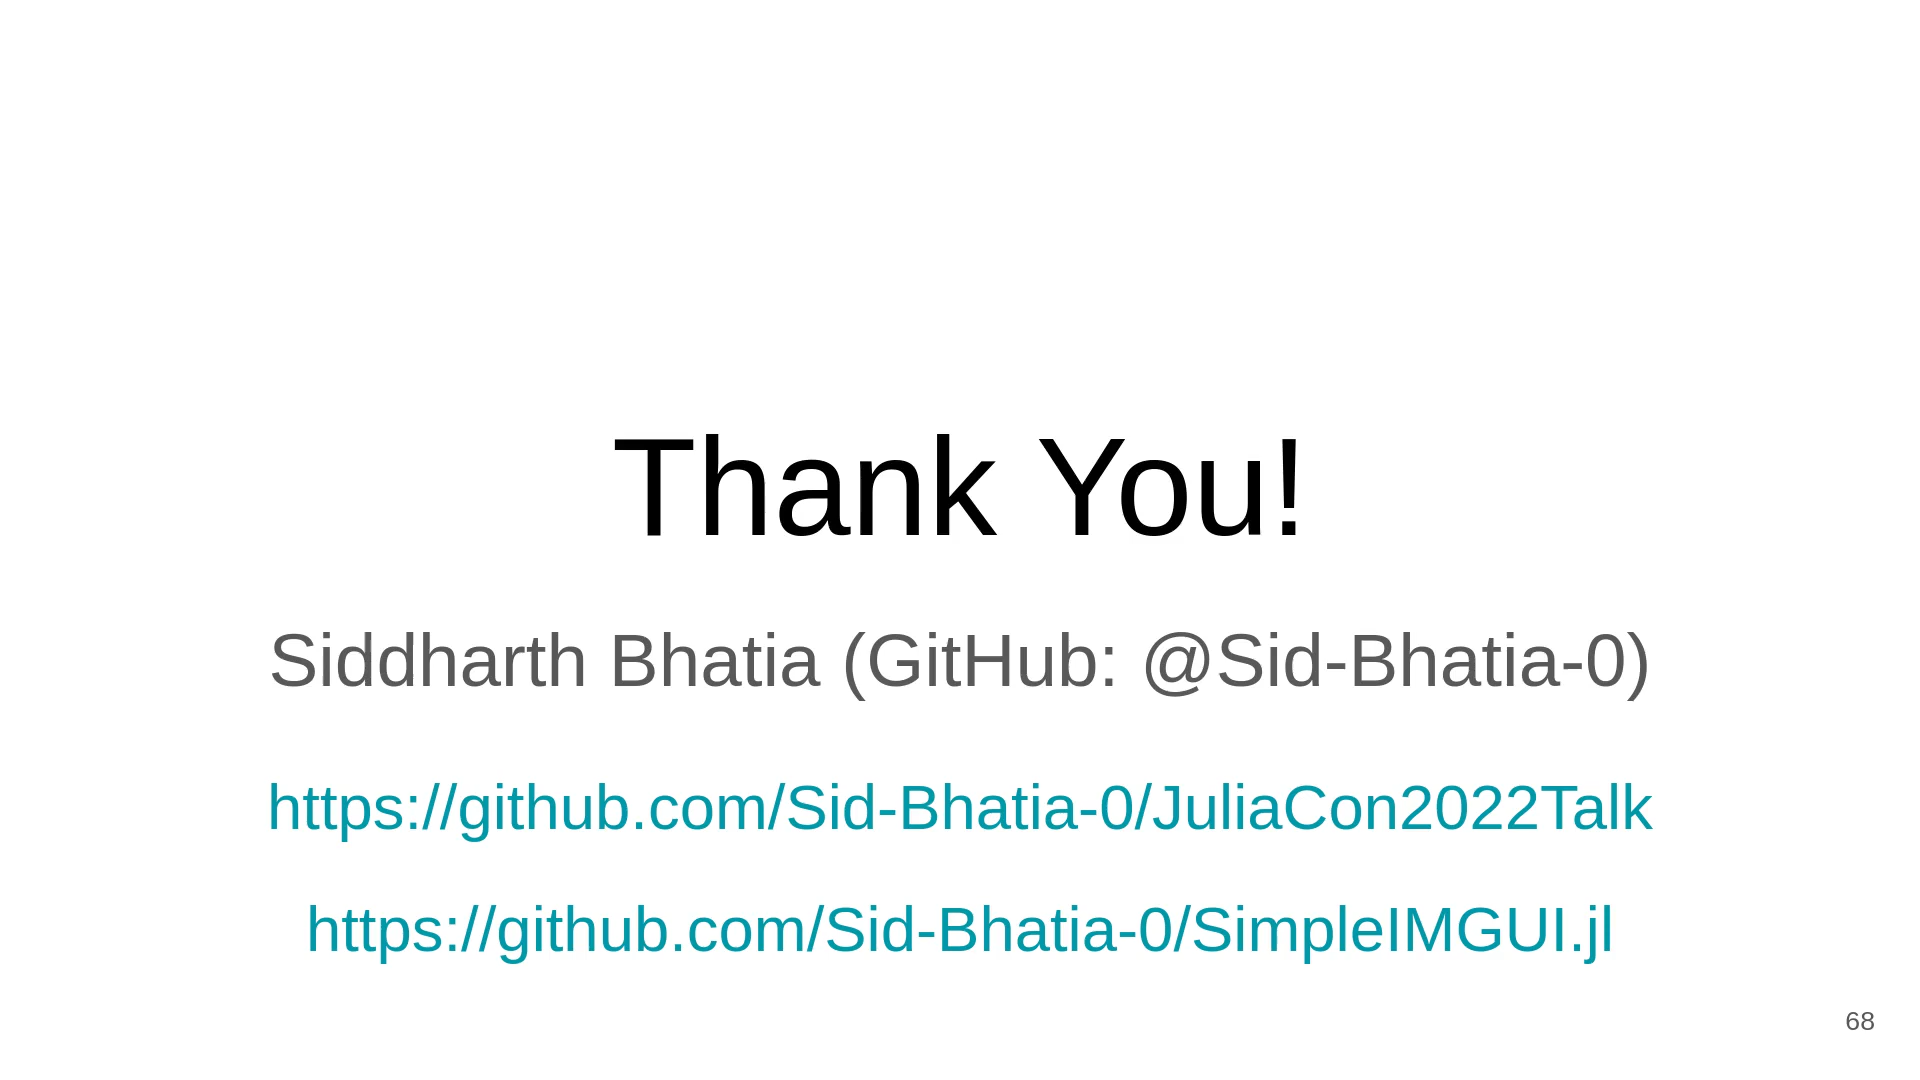 Thank You!
Siddharth Bhatia (GitHub: @Sid-Bhatia-0)
https://github.com/Sid-Bhatia-0/JuliaCon2022Talk
https://github.com/Sid-Bhatia-0/SimpleIMGUI.jl
68